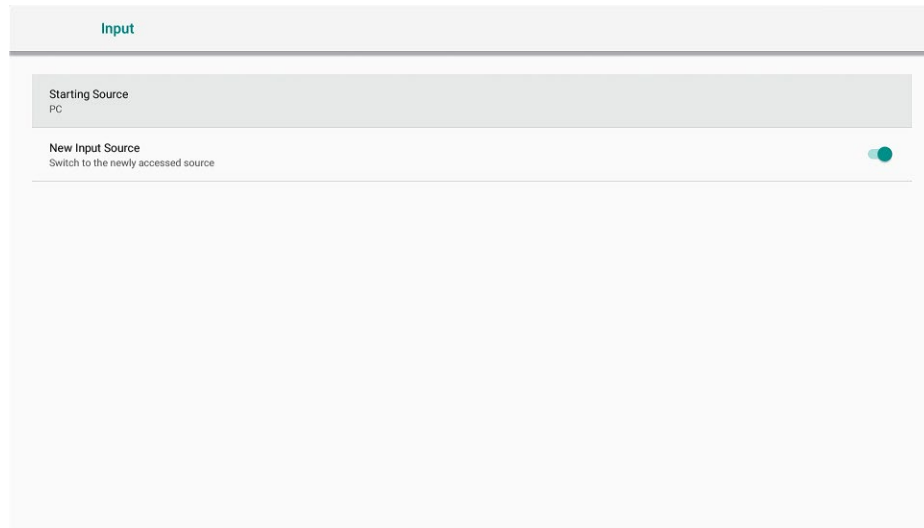 Input
Starting Source
PC
New Input Source
Switch to the newly accessed source